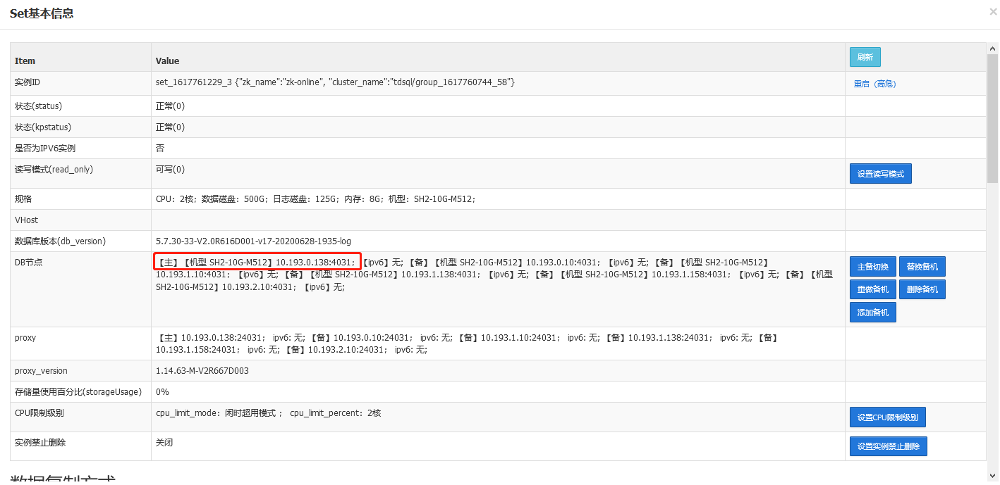 Set基本信息
×
Item Value 刷新
实例ID set_1617761229_3 {"zk_name":"zk-online", "cluster_name":"tdsql/group_1617760744_58"} 重启（高危）
状态(status) 正常(0)
状态(kpstatus) 正常(0)
是否为IPV6实例 否
读写模式(read_only) 可写(0) 设置读写模式
规格 CPU：2核；数据磁盘：500G；日志磁盘：125G；内存：8G；机型：SH2-10G-M512；
VHost
数据库版本(db_version) 5.7.30-33-V2.0R616D001-v17-20200628-1935-log
DB节点 【主】【机型 SH2-10G-M512】10.193.0.138:4031; 【ipv6】无; 【备】【机型 SH2-10G-M512】10.193.0.10:4031; 【ipv6】无; 【备】【机型 SH2-10G-M512】
10.193.1.10:4031; 【ipv6】无; 【备】【机型 SH2-10G-M512】10.193.1.138:4031; 【ipv6】无; 【备】【机型 SH2-10G-M512】10.193.1.158:4031; 【ipv6】无; 【备】【机型
SH2-10G-M512】10.193.2.10:4031; 【ipv6】无;
主备切换 替换备机
重做备机 删除备机
添加备机
proxy 【主】10.193.0.138:24031; ipv6: 无; 【备】10.193.0.10:24031; ipv6: 无; 【备】10.193.1.10:24031; ipv6: 无; 【备】10.193.1.138:24031; ipv6: 无; 【备】
10.193.1.158:24031; ipv6: 无; 【备】10.193.2.10:24031; ipv6: 无;
proxy_version 1.14.63-M-V2R667D003
存储量使用百分比(storageUsage) 0%
CPU限制级别 cpu_limit_mode：闲时超用模式 ； cpu_limit_percent：2核 设置CPU限制级别
实例禁止删除 关闭 设置实例禁止删除
数据复制方式